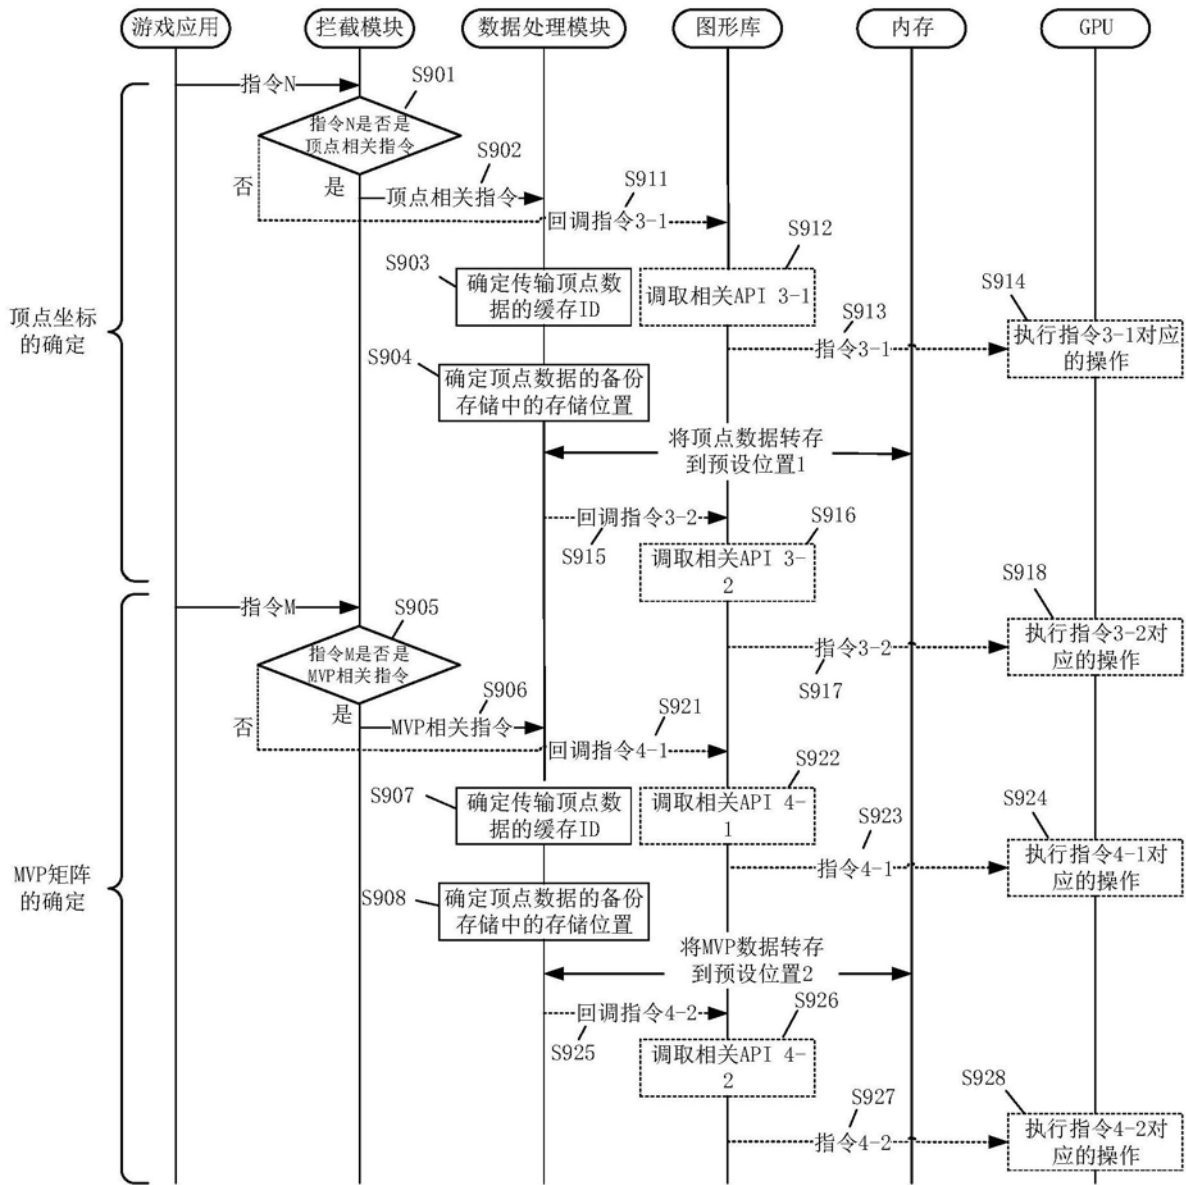 游戏应用
拦截模块
数据处理模块
图形库
内存
GPU
指令N
S901
指令N是否是
顶点相关指令
S902
否
是
顶点相关指令
S911
回调指令3-1
S903
确定传输顶点数
据的缓存ID
S912
调取相关API 3-1
S913
指令3-1
S914
执行指令3-1对应
的操作
顶点坐标
的确定
S904
确定顶点数据的备份
存储中的存储位置
将顶点数据转存
到预设位置1
回调指令3-2
S915
S916
调取相关API 3-
2
S918
指令3-2
S917
执行指令3-2对
应的操作
指令M
S905
指令M是否是
MVP相关指令
S906
否
是
MVP相关指令
S921
回调指令4-1
S907
确定传输顶点数
据的缓存ID
S922
调取相关API 4-
1
S923
指令4-1
S924
执行指令4-1对
应的操作
MVP矩阵
的确定
S908
确定顶点数据的备份
存储中的存储位置
将MVP数据转存
到预设位置2
回调指令4-2
S925
S926
调取相关API 4-
2
S927
指令4-2
S928
执行指令4-2对
应的操作